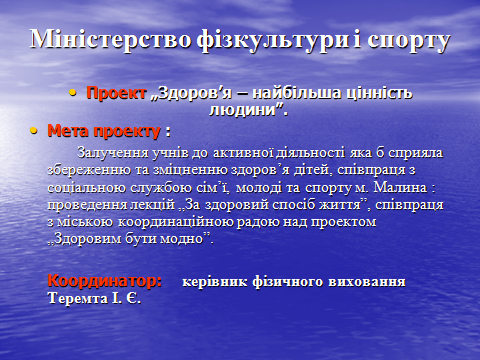 Міністерство фізкультури і спорту
• Проект „Здоров’я – найбільша цінність
людини”.
• Мета проекту :
Залучення учнів до активної діяльності яка б сприяла
збереженню та зміцненню здоров’я дітей, співпраця з
соціальною службою сім’ї, молоді та спорту м. Малина :
проведення лекцій „За здоровий спосіб життя”, співпраця
з міською координаційною радою над проектом
„Здоровим бути модно”.
Координатор: керівник фізичного виховання
Теремта І. Є.